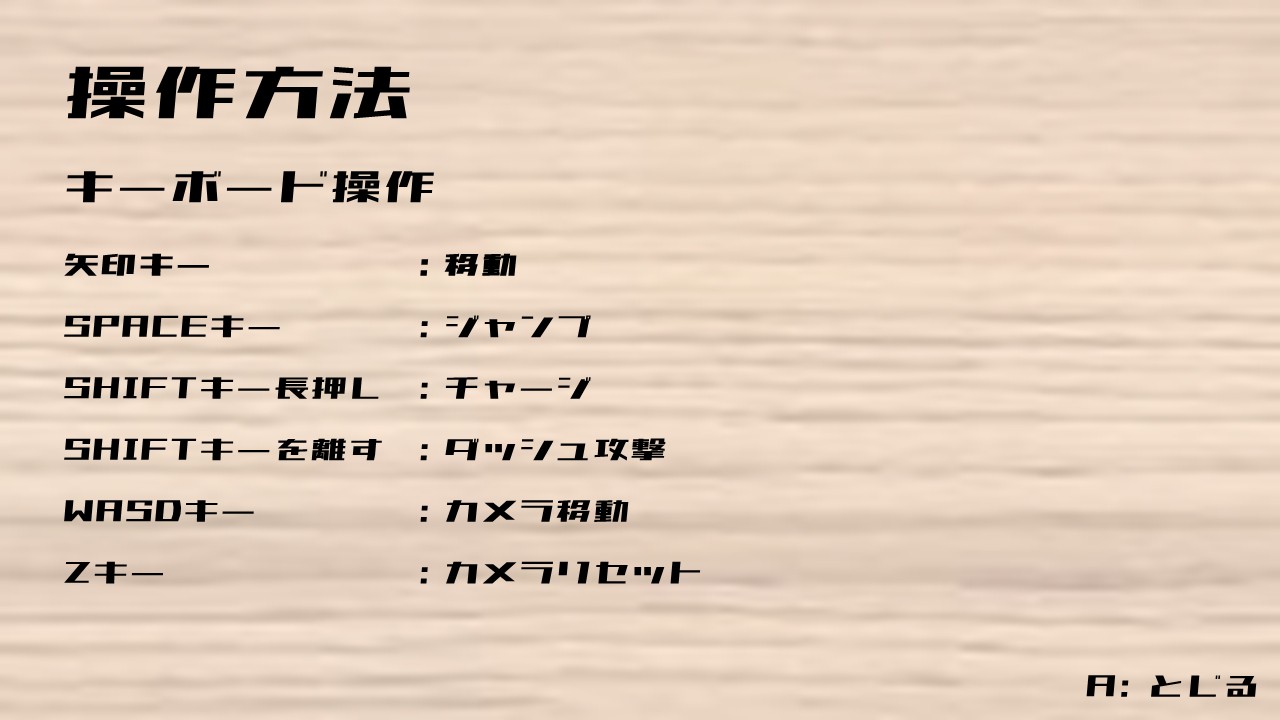 操作方法
キーボード操作
矢印キー : 移動
SPACEキー : ジャンプ
SHIFTキー長押し : チャージ
SHIFTキーを離す : ダッシュ攻撃
WASDキー : カメラ移動
Zキー : カメラリセット
A: とじる